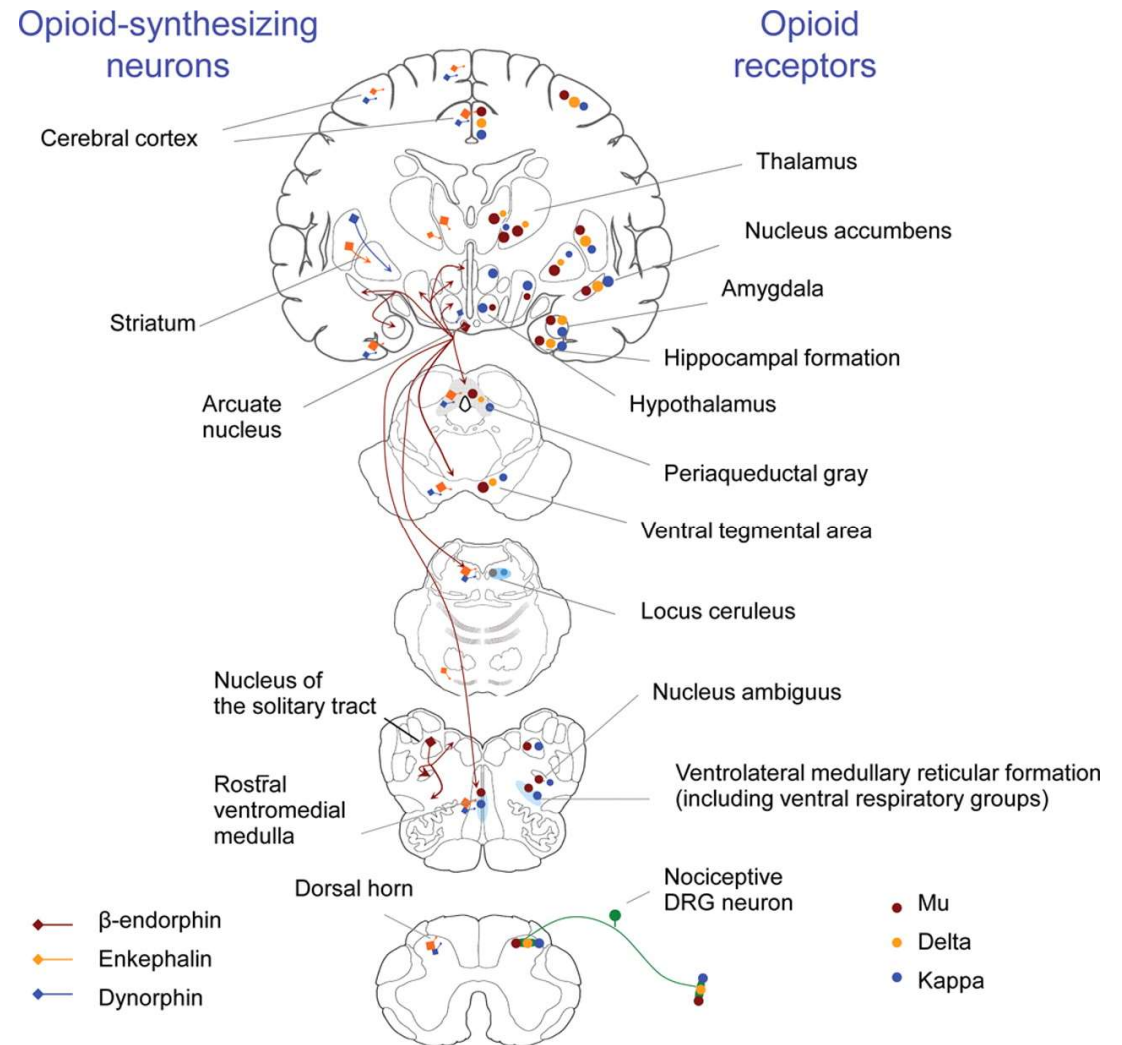 Opioid-synthesizing
neurons
Opioid
receptors
Cerebral cortex
Thalamus
Nucleus accumbens
Amygdala
Striatum
Hippocampal formation
Arcuate
nucleus
Hypothalamus
Periaqueductal gray
Ventral tegmental area
Locus ceruleus
Nucleus of
the solitary tract
Nucleus ambiguus
Rostral
ventromedial
medulla
Ventrolateral medullary reticular formation
(including ventral respiratory groups)
Dorsal horn
Nociceptive
DRG neuron
β-endorphin
Enkephalin
Dynorphin
Mu
Delta
Kappa